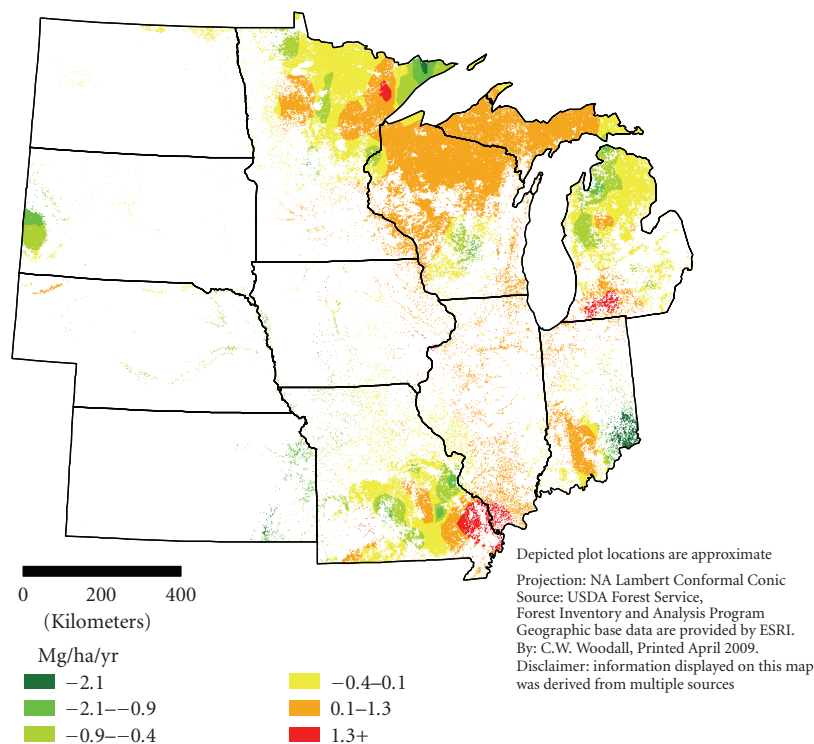 Depicted plot locations are approximate
Projection: NA Lambert Conformal Conic
Source: USDA Forest Service,
Forest Inventory and Analysis Program
Geographic base data are provided by ESRI.
By: C.W. Woodall, Printed April 2009.
Disclaimer: information displayed on this map
was derived from multiple sources
0 200 400
(Kilometers)
Mg/ha/yr
−2.1
−2.1–−0.9
−0.9–−0.4
−0.4–0.1
0.1–1.3
1.3+